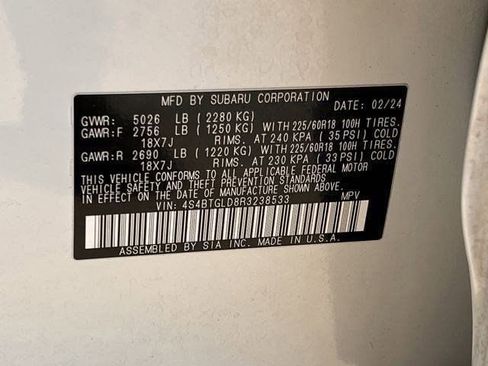 MFD BY SUBARU CORPORATION DATE: 02/24
GVWR: 5026 LB ( 2280 KG)
GAWR:F 2756 LB ( 1250 KG) WITH 225/60R18 100H TIRES.
18X7J RIMS. AT 240 KPA ( 35 PSI) COLD
GAWR:R 2690 LB ( 1220 KG) WITH 225/60R18 100H TIRES.
18X7J RIMS. AT 230 KPA ( 33 PSI) COLD
THIS VEHICLE CONFORMS TO ALL APPLICABLE FEDERAL MOTOR
VEHICLE SAFETY AND THEFT PREVENTION STANDARDS
IN EFFECT ON THE DATE OF MANUFACTURE SHOWN ABOVE.
VIN: 4S4BTGLD8R3238533 MPV
ASSEMBLED BY SIA INC. MADE IN U.S.A.